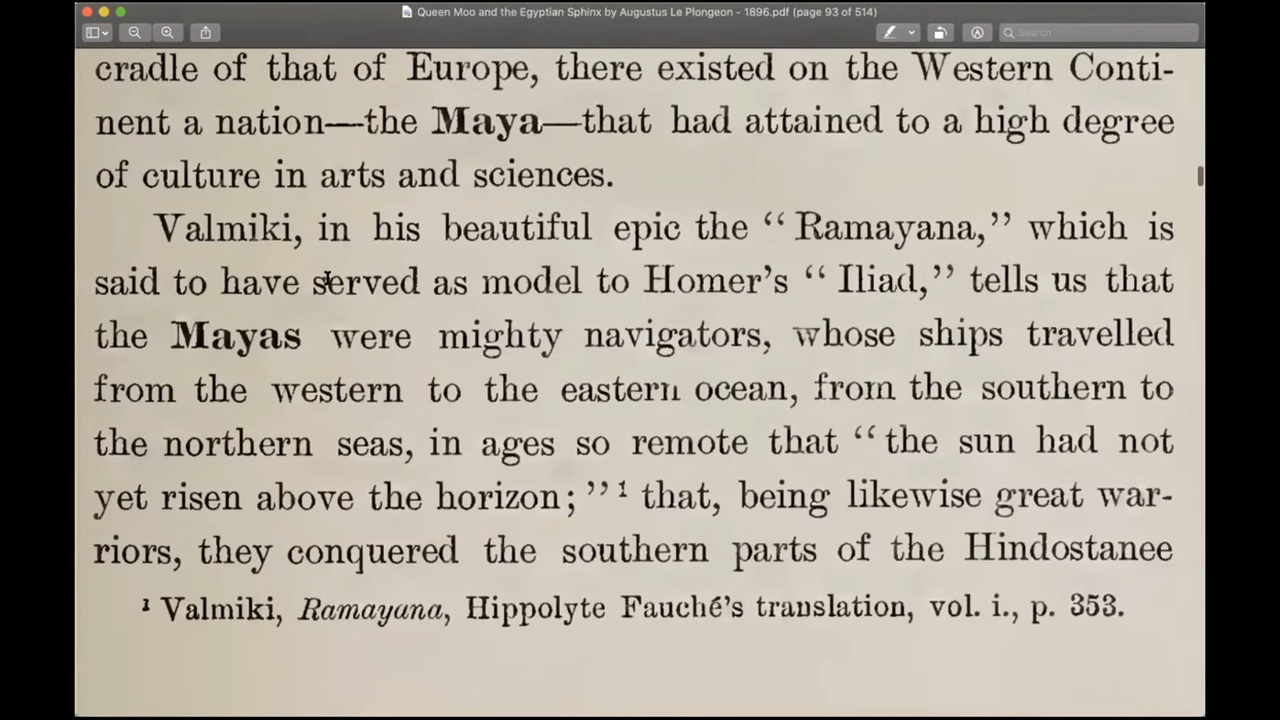 Queen Moo and the Egyptian Sphinx by Augustus Le Plongeon - 1896.pdf (page 93 of 514)
Search
cradle of that of Europe, there existed on the Western Conti-
nent a nation—the Maya—that had attained to a high degree
of culture in arts and sciences.
Valmiki, in his beautiful epic the “ Ramayana,” which is
said to have served as model to Homer’s “ Iliad,” tells us that
the Mayas were mighty navigators, whose ships travelled
from the western to the eastern ocean, from the southern to
the northern seas, in ages so remote that “ the sun had not
yet risen above the horizon; ” ¹ that, being likewise great war-
riors, they conquered the southern parts of the Hindostanee
¹ Valmiki, Ramayana, Hippolyte Fauché’s translation, vol. i., p. 353.